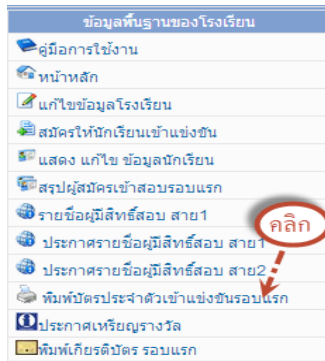 ข้อมูลพื้นฐานของโรงเรียน
คู่มือการใช้งาน
หน้าหลัก
แก้ไขข้อมูลโรงเรียน
สมัครให้นักเรียนเข้าแข่งขัน
แสดง แก้ไข ข้อมูลนักเรียน
สรุปผู้สมัครเข้าสอบรอบแรก
รายชื่อผู้มีสิทธิ์สอบ สาย1
คลิก
ประกาศรายชื่อผู้มีสิทธิ์สอบ สาย1
ประกาศรายชื่อผู้มีสิทธิ์สอบ สาย2
พิมพ์บัตรประจำตัวเข้าแข่งขันรอบแรก
ประกาศเหรียญรางวัล
พิมพ์เกียรติบัตร รอบแรก